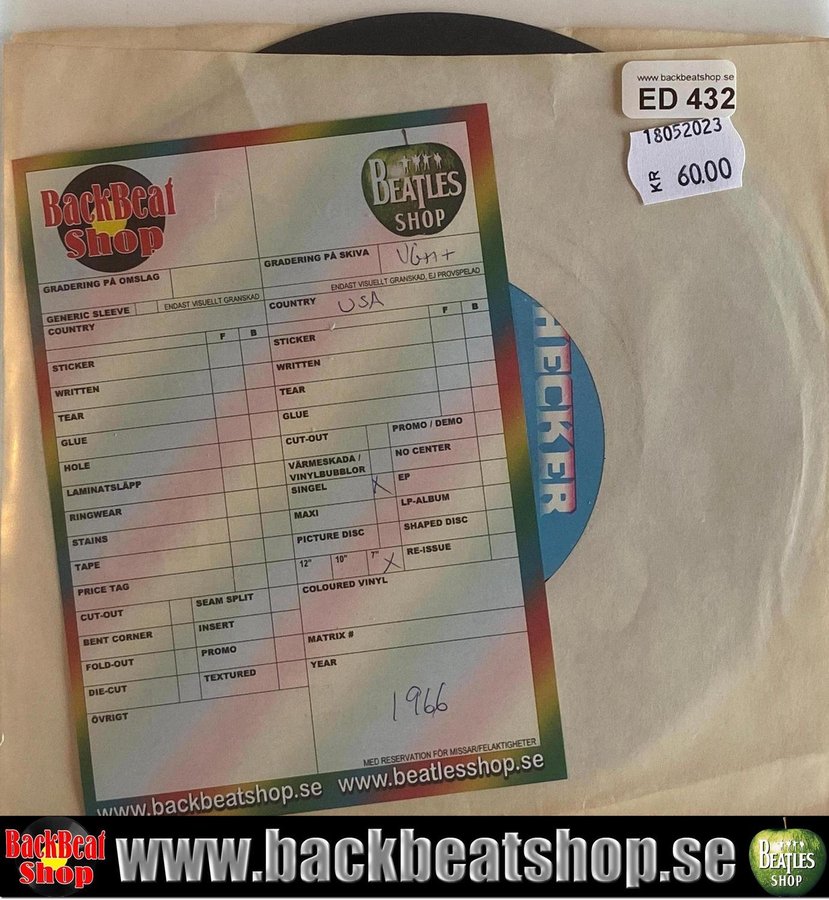 www.backbeatshop.se
ED 432
18052023
KR 60.00
BackBeat
Shop
BEATLES
SHOP
GRADERING PÅ OMSLAG
GRADERING PÅ SKIVA
VG++
GENERIC SLEEVE
ENDAST VISUELLT GRANSKAD
ENDAST VISUELLT GRANSKAD, EJ PROVSPELAD
COUNTRY
F B
STICKER
WRITTEN
TEAR
GLUE
HOLE
LAMINATSLÄPP
RINGWEAR
STAINS
TAPE
PRICE TAG
CUT-OUT
SEAM SPLIT
BENT CORNER
INSERT
FOLD-OUT
PROMO
DIE-CUT
TEXTURED
ÖVRIGT
COUNTRY USA
F B
STICKER
WRITTEN
TEAR
GLUE
CUT-OUT
PROMO / DEMO
VÄRMESKADA /
VINYLBUBBLOR
NO CENTER
SINGEL X
EP
MAXI
LP-ALBUM
PICTURE DISC
SHAPED DISC
12" 10" 7" X
RE-ISSUE
COLOURED VINYL
MATRIX #
YEAR
1966
MED RESERVATION FÖR MISSAR/FELAKTIGHETER
www.backbeatshop.se www.beatlesshop.se
HECKER
BackBeat
Shop
www.backbeatshop.se
BEATLES
SHOP